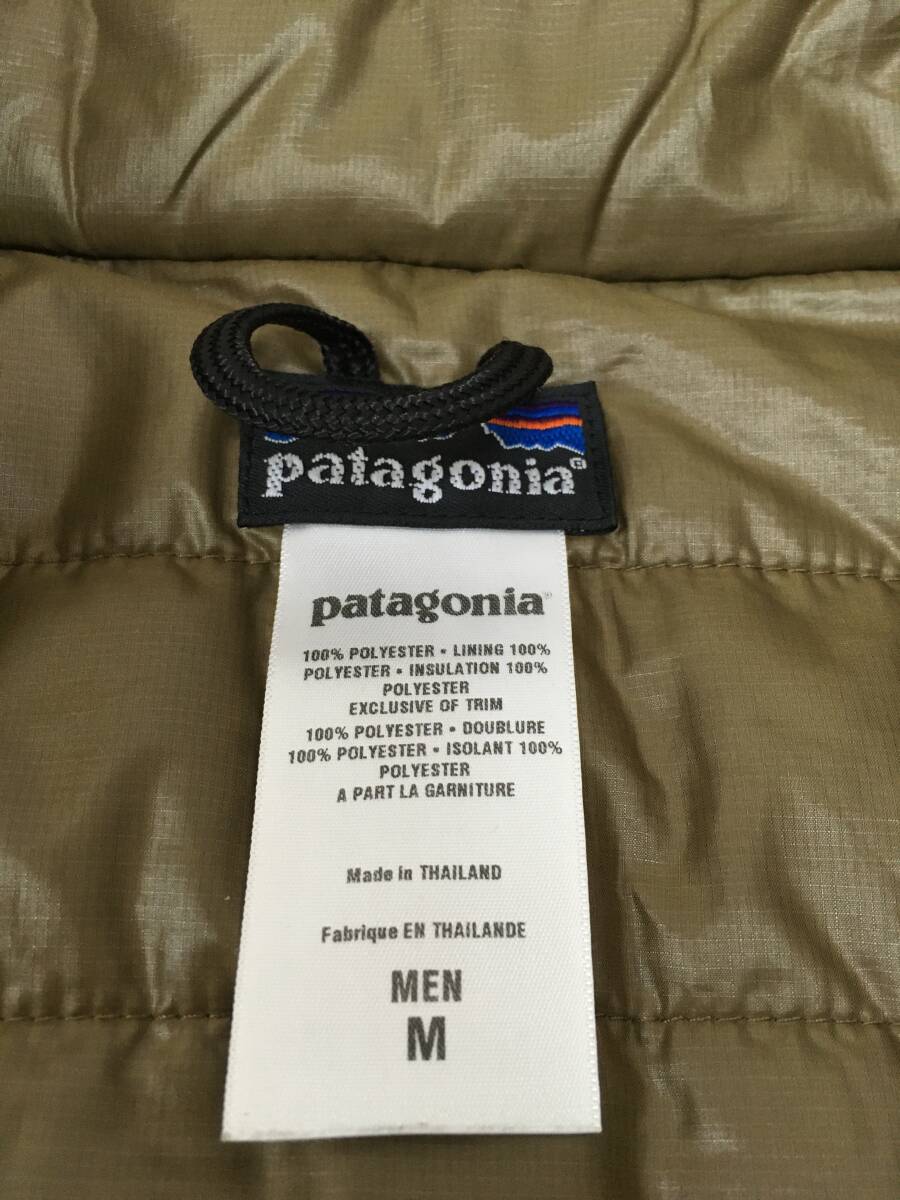 patagonia®
patagonia®
100% POLYESTER • LINING 100%
POLYESTER • INSULATION 100%
POLYESTER
EXCLUSIVE OF TRIM
100% POLYESTER • DOUBLURE
100% POLYESTER • ISOLANT 100%
POLYESTER
A PART LA GARNITURE
Made in THAILAND
Fabrique EN THAILANDE
MEN
M